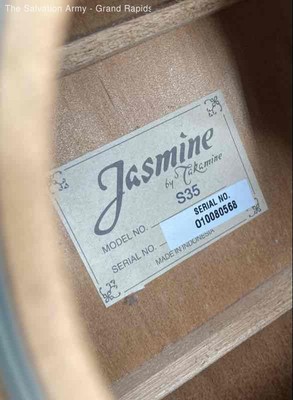 The Salvation Army - Grand Rapids
Jasmine
by Takamine
S35
MODEL NO.
SERIAL NO.
SERIAL NO.
010080568
MADE IN INDONESIA